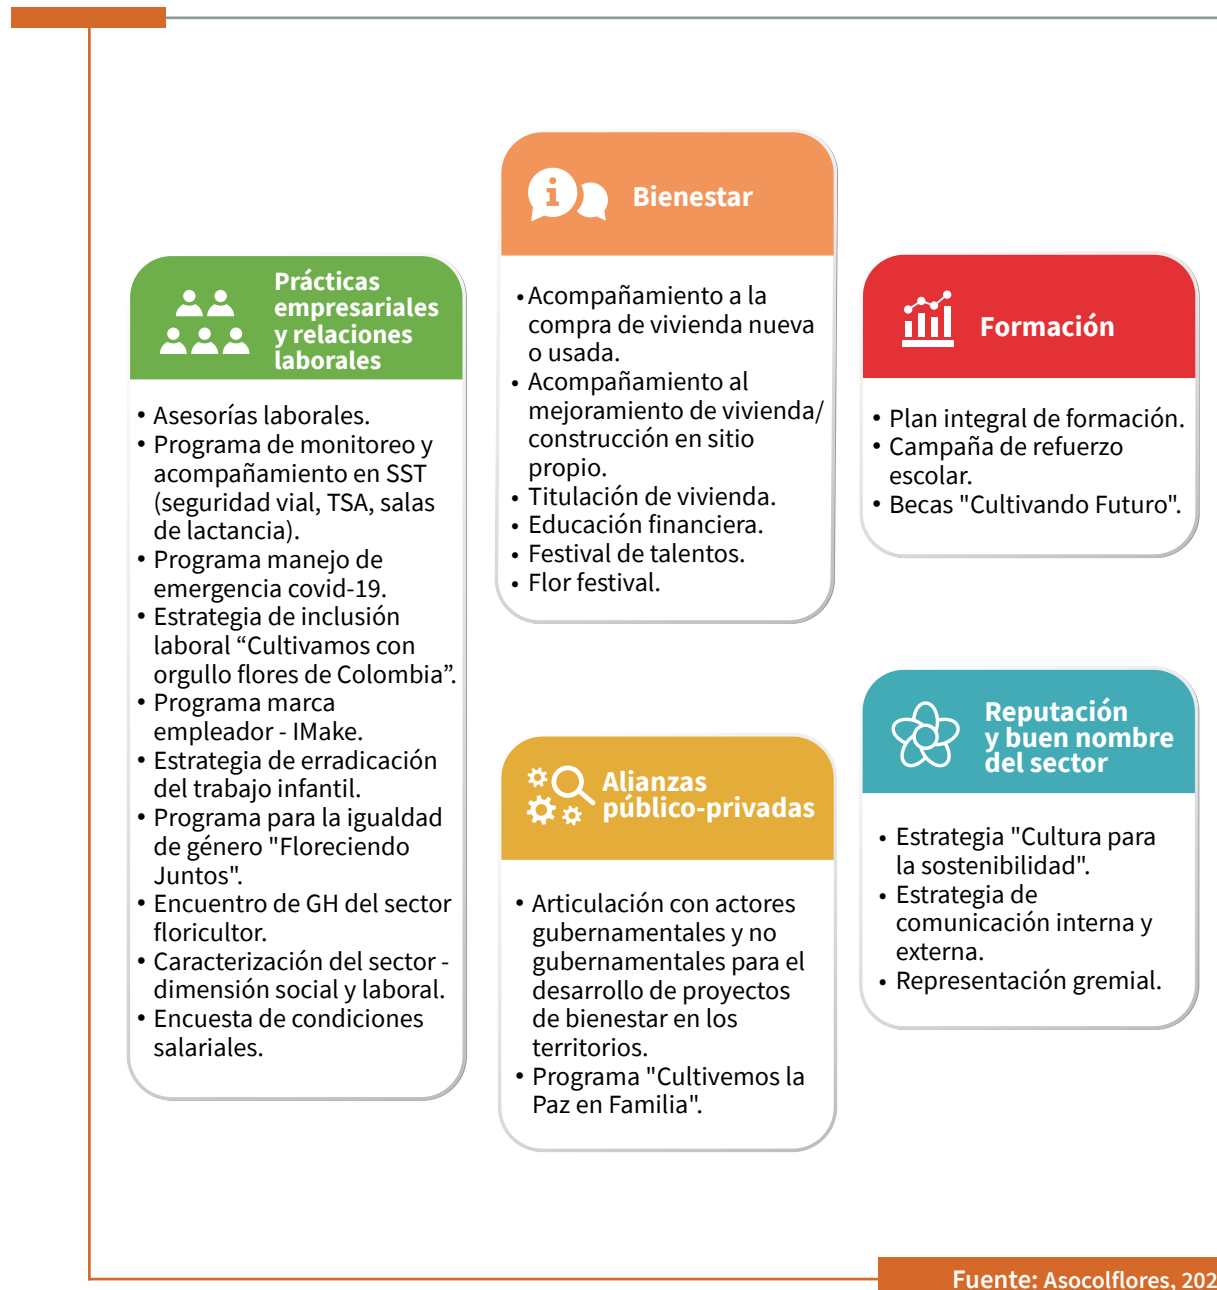 Prácticas
empresariales
y relaciones
laborales
• Asesorías laborales.
• Programa de monitoreo y
acompañamiento en SST
(seguridad vial, TSA, salas
de lactancia).
• Programa manejo de
emergencia covid-19.
• Estrategia de inclusión
laboral “Cultivamos con
orgullo flores de Colombia”.
• Programa marca
empleador - IMake.
• Estrategia de erradicación
del trabajo infantil.
• Programa para la igualdad
de género "Floreciendo
Juntos".
• Encuentro de GH del sector
floricultor.
• Caracterización del sector -
dimensión social y laboral.
• Encuesta de condiciones
salariales.
Bienestar
• Acompañamiento a la
compra de vivienda nueva
o usada.
• Acompañamiento al
mejoramiento de vivienda/
construcción en sitio
propio.
• Titulación de vivienda.
• Educación financiera.
• Festival de talentos.
• Flor festival.
Alianzas
público-privadas
• Articulación con actores
gubernamentales y no
gubernamentales para el
desarrollo de proyectos
de bienestar en los
territorios.
• Programa "Cultivemos la
Paz en Familia".
Formación
• Plan integral de formación.
• Campaña de refuerzo
escolar.
• Becas "Cultivando Futuro".
Reputación
y buen nombre
del sector
• Estrategia "Cultura para
la sostenibilidad".
• Estrategia de
comunicación interna y
externa.
• Representación gremial.
Fuente: Asocolflores, 202